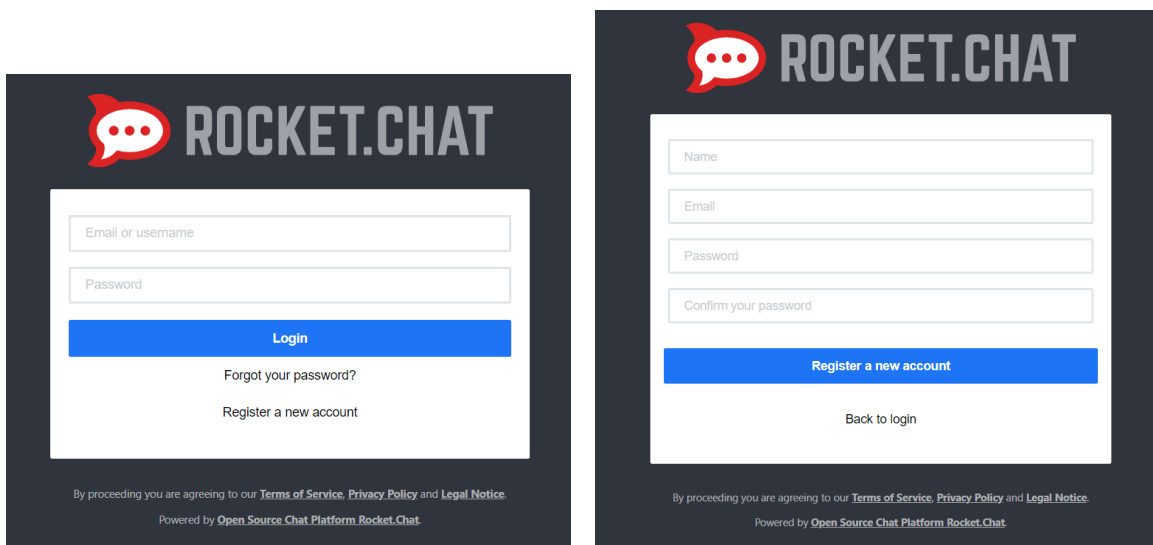 ROCKET.CHAT
Email or username
Password
Login
Forgot your password?
Register a new account
By proceeding you are agreeing to our Terms of Service, Privacy Policy and Legal Notice.
Powered by Open Source Chat Platform Rocket.Chat.
ROCKET.CHAT
Name
Email
Password
Confirm your password
Register a new account
Back to login
By proceeding you are agreeing to our Terms of Service, Privacy Policy and Legal Notice.
Powered by Open Source Chat Platform Rocket.Chat.